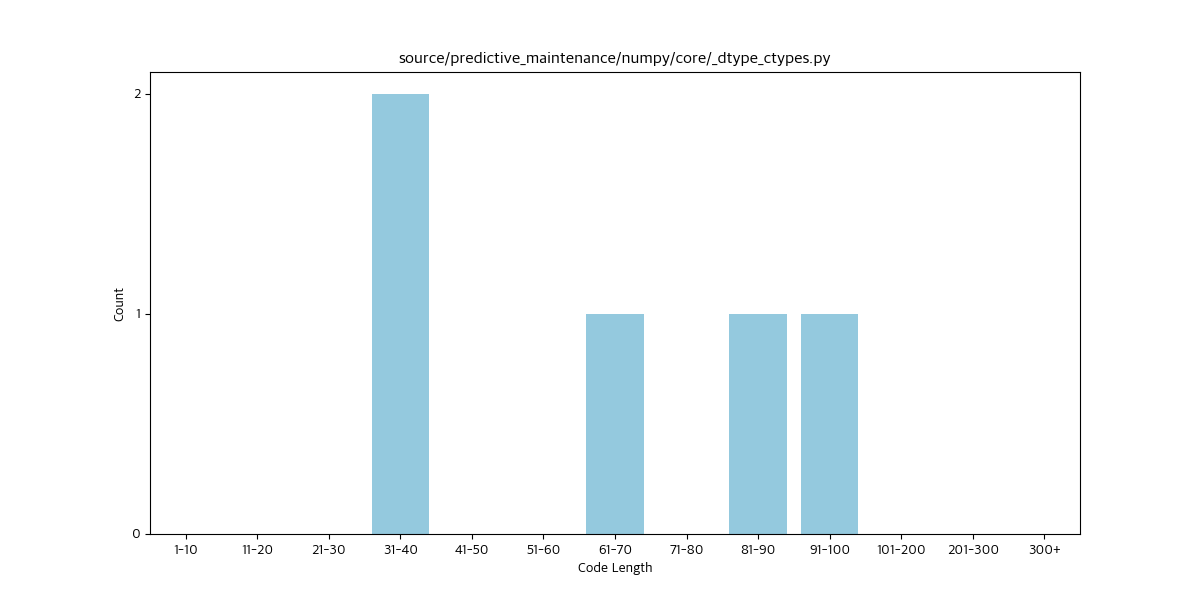 source/predictive_maintenance/numpy/core/_dtype_ctypes.py
Count
2
1
0
1-10 11-20 21-30 31-40 41-50 51-60 61-70 71-80 81-90 91-100 101-200 201-300 300+
Code Length